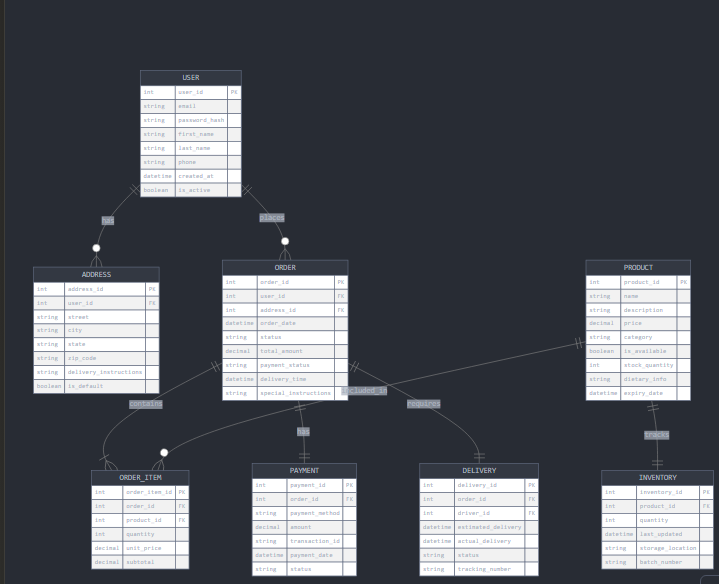 USER
int user_id PK
string email
string password_hash
string first_name
string last_name
string phone
datetime created_at
boolean is_active
has
places
ADDRESS
int address_id PK
int user_id FK
string street
string city
string state
string zip_code
string delivery_instructions
boolean is_default
ORDER
int order_id PK
int user_id FK
int address_id FK
datetime order_date
string status
decimal total_amount
string payment_status
datetime delivery_time
string special_instructions
PRODUCT
int product_id PK
string name
string description
decimal price
string category
boolean is_available
int stock_quantity
string dietary_info
datetime expiry_date
contains
included_in
requires
has
tracks
ORDER_ITEM
int order_item_id PK
int order_id FK
int product_id FK
int quantity
decimal unit_price
decimal subtotal
PAYMENT
int payment_id PK
int order_id FK
string payment_method
decimal amount
string transaction_id
datetime payment_date
string status
DELIVERY
int delivery_id PK
int order_id FK
int driver_id FK
datetime estimated_delivery
datetime actual_delivery
string status
string tracking_number
INVENTORY
int inventory_id PK
int product_id FK
int quantity
datetime last_updated
string storage_location
string batch_number